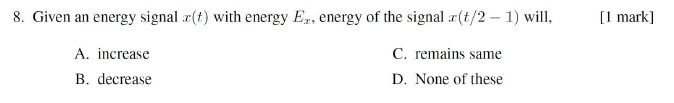 8. Given an energy signal x(t) with energy Eₓ, energy of the signal x(t/2 − 1) will, [1 mark]
A. increase
C. remains same
B. decrease
D. None of these